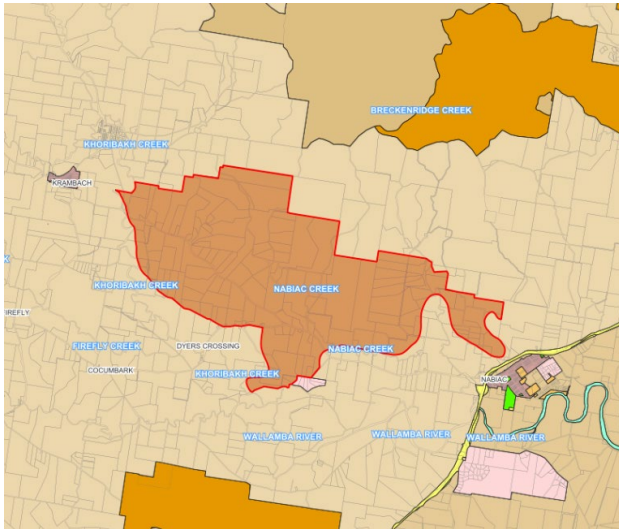 BRECKENRIDGE CREEK
KHORIBAKH CREEK
KRAMBACH
KHORIBAKH CREEK
NABIAC CREEK
FIREFLY
FIREFLY CREEK
DYERS CROSSING
NABIAC CREEK
COCUMBARK
KHORIBAKH CREEK
NABIAC
WALLAMBA RIVER
WALLAMBA RIVER
WALLAMBA RIVER